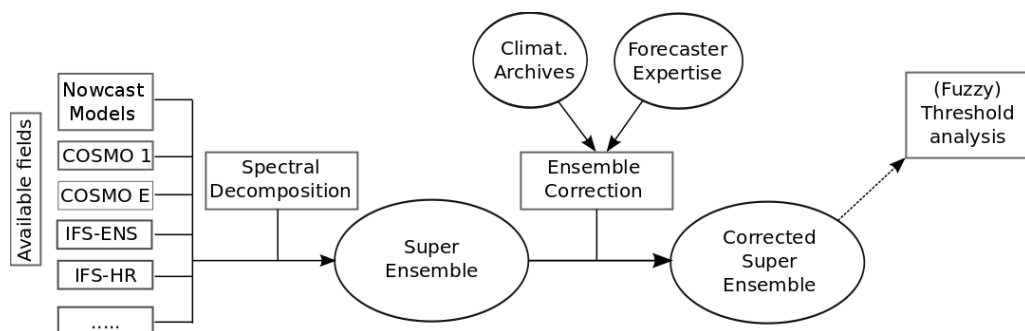 Available fields
Nowcast
Models
COSMO 1
COSMO E
IFS-ENS
IFS-HR
.....
Spectral
Decomposition
Super
Ensemble
Climat.
Archives
Forecaster
Expertise
Ensemble
Correction
Corrected
Super
Ensemble
(Fuzzy)
Threshold
analysis